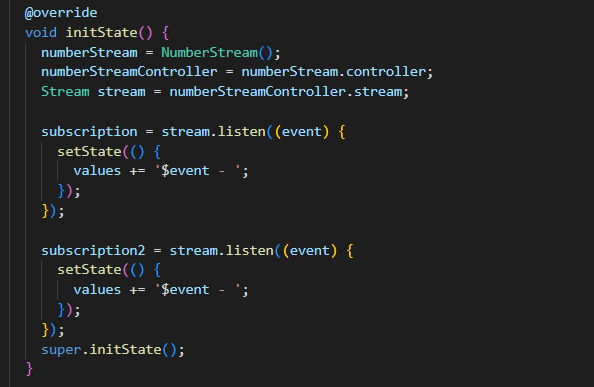 @override
void initState() {
  numberStream = NumberStream();
  numberStreamController = numberStream.controller;
  Stream stream = numberStreamController.stream;

  subscription = stream.listen((event) {
    setState(() {
      values += '$event - ';
    });
  });

  subscription2 = stream.listen((event) {
    setState(() {
      values += '$event - ';
    });
  });
  super.initState();
}